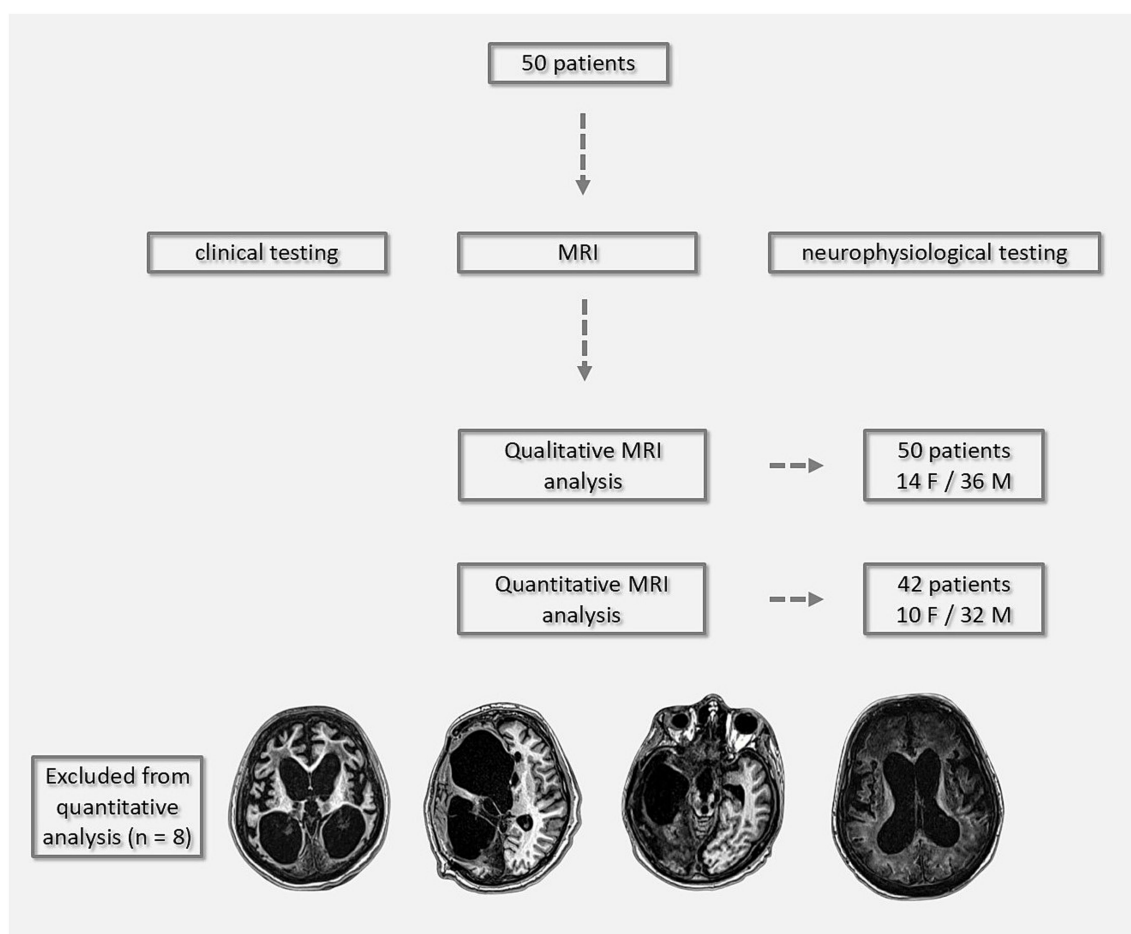 50 patients
clinical testing
MRI
neurophysiological testing
Qualitative MRI
analysis
50 patients
14 F / 36 M
Quantitative MRI
analysis
42 patients
10 F / 32 M
Excluded from
quantitative
analysis (n = 8)